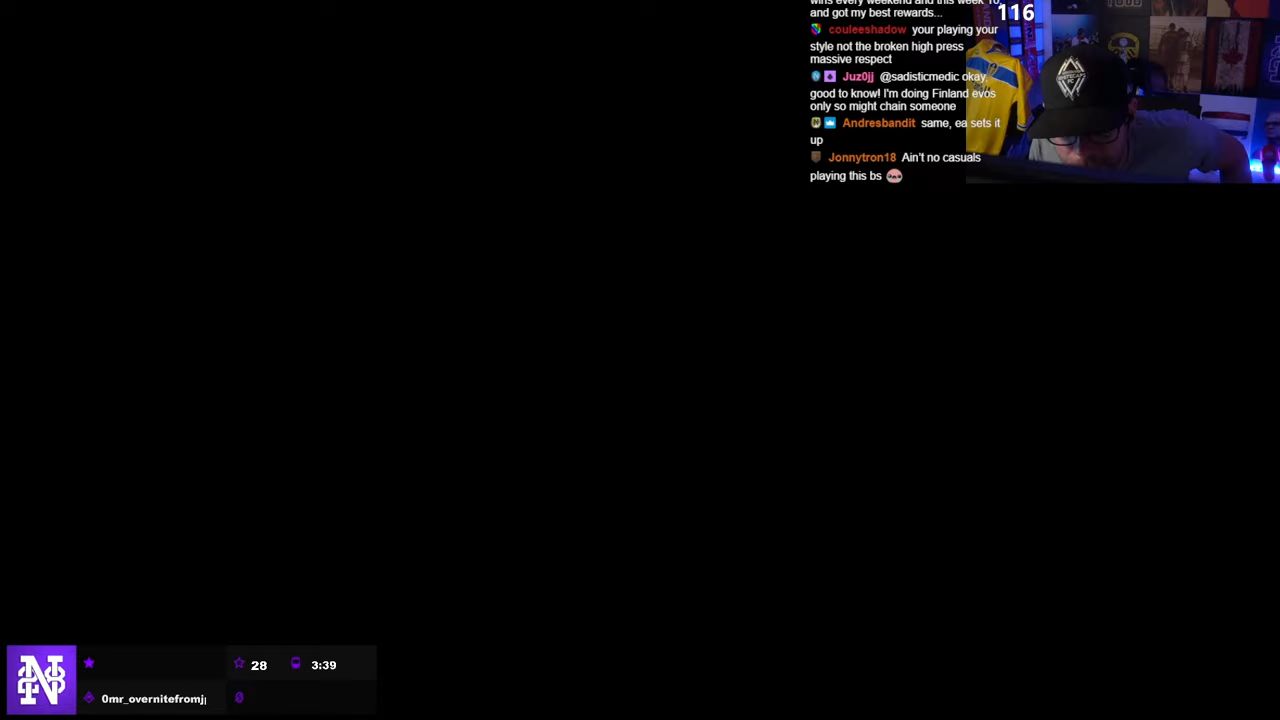 wins every weekend and this week 10,
and got my best rewards...
116
couleeshadow your playing your
style not the broken high press
massive respect
Juz0jj @sadisticmedic okay,
good to know! I'm doing Finland evos
only so might chain someone
Andresbandit same, ea sets it
up
Jonnytron18 Ain't no casuals
playing this bs
28 3:39
0mr_overnitefromj